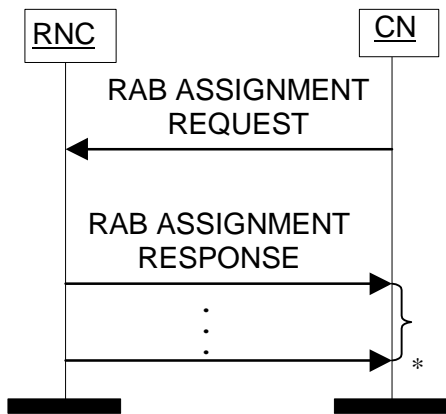 RNC
CN
RAB ASSIGNMENT
REQUEST
RAB ASSIGNMENT
RESPONSE
*